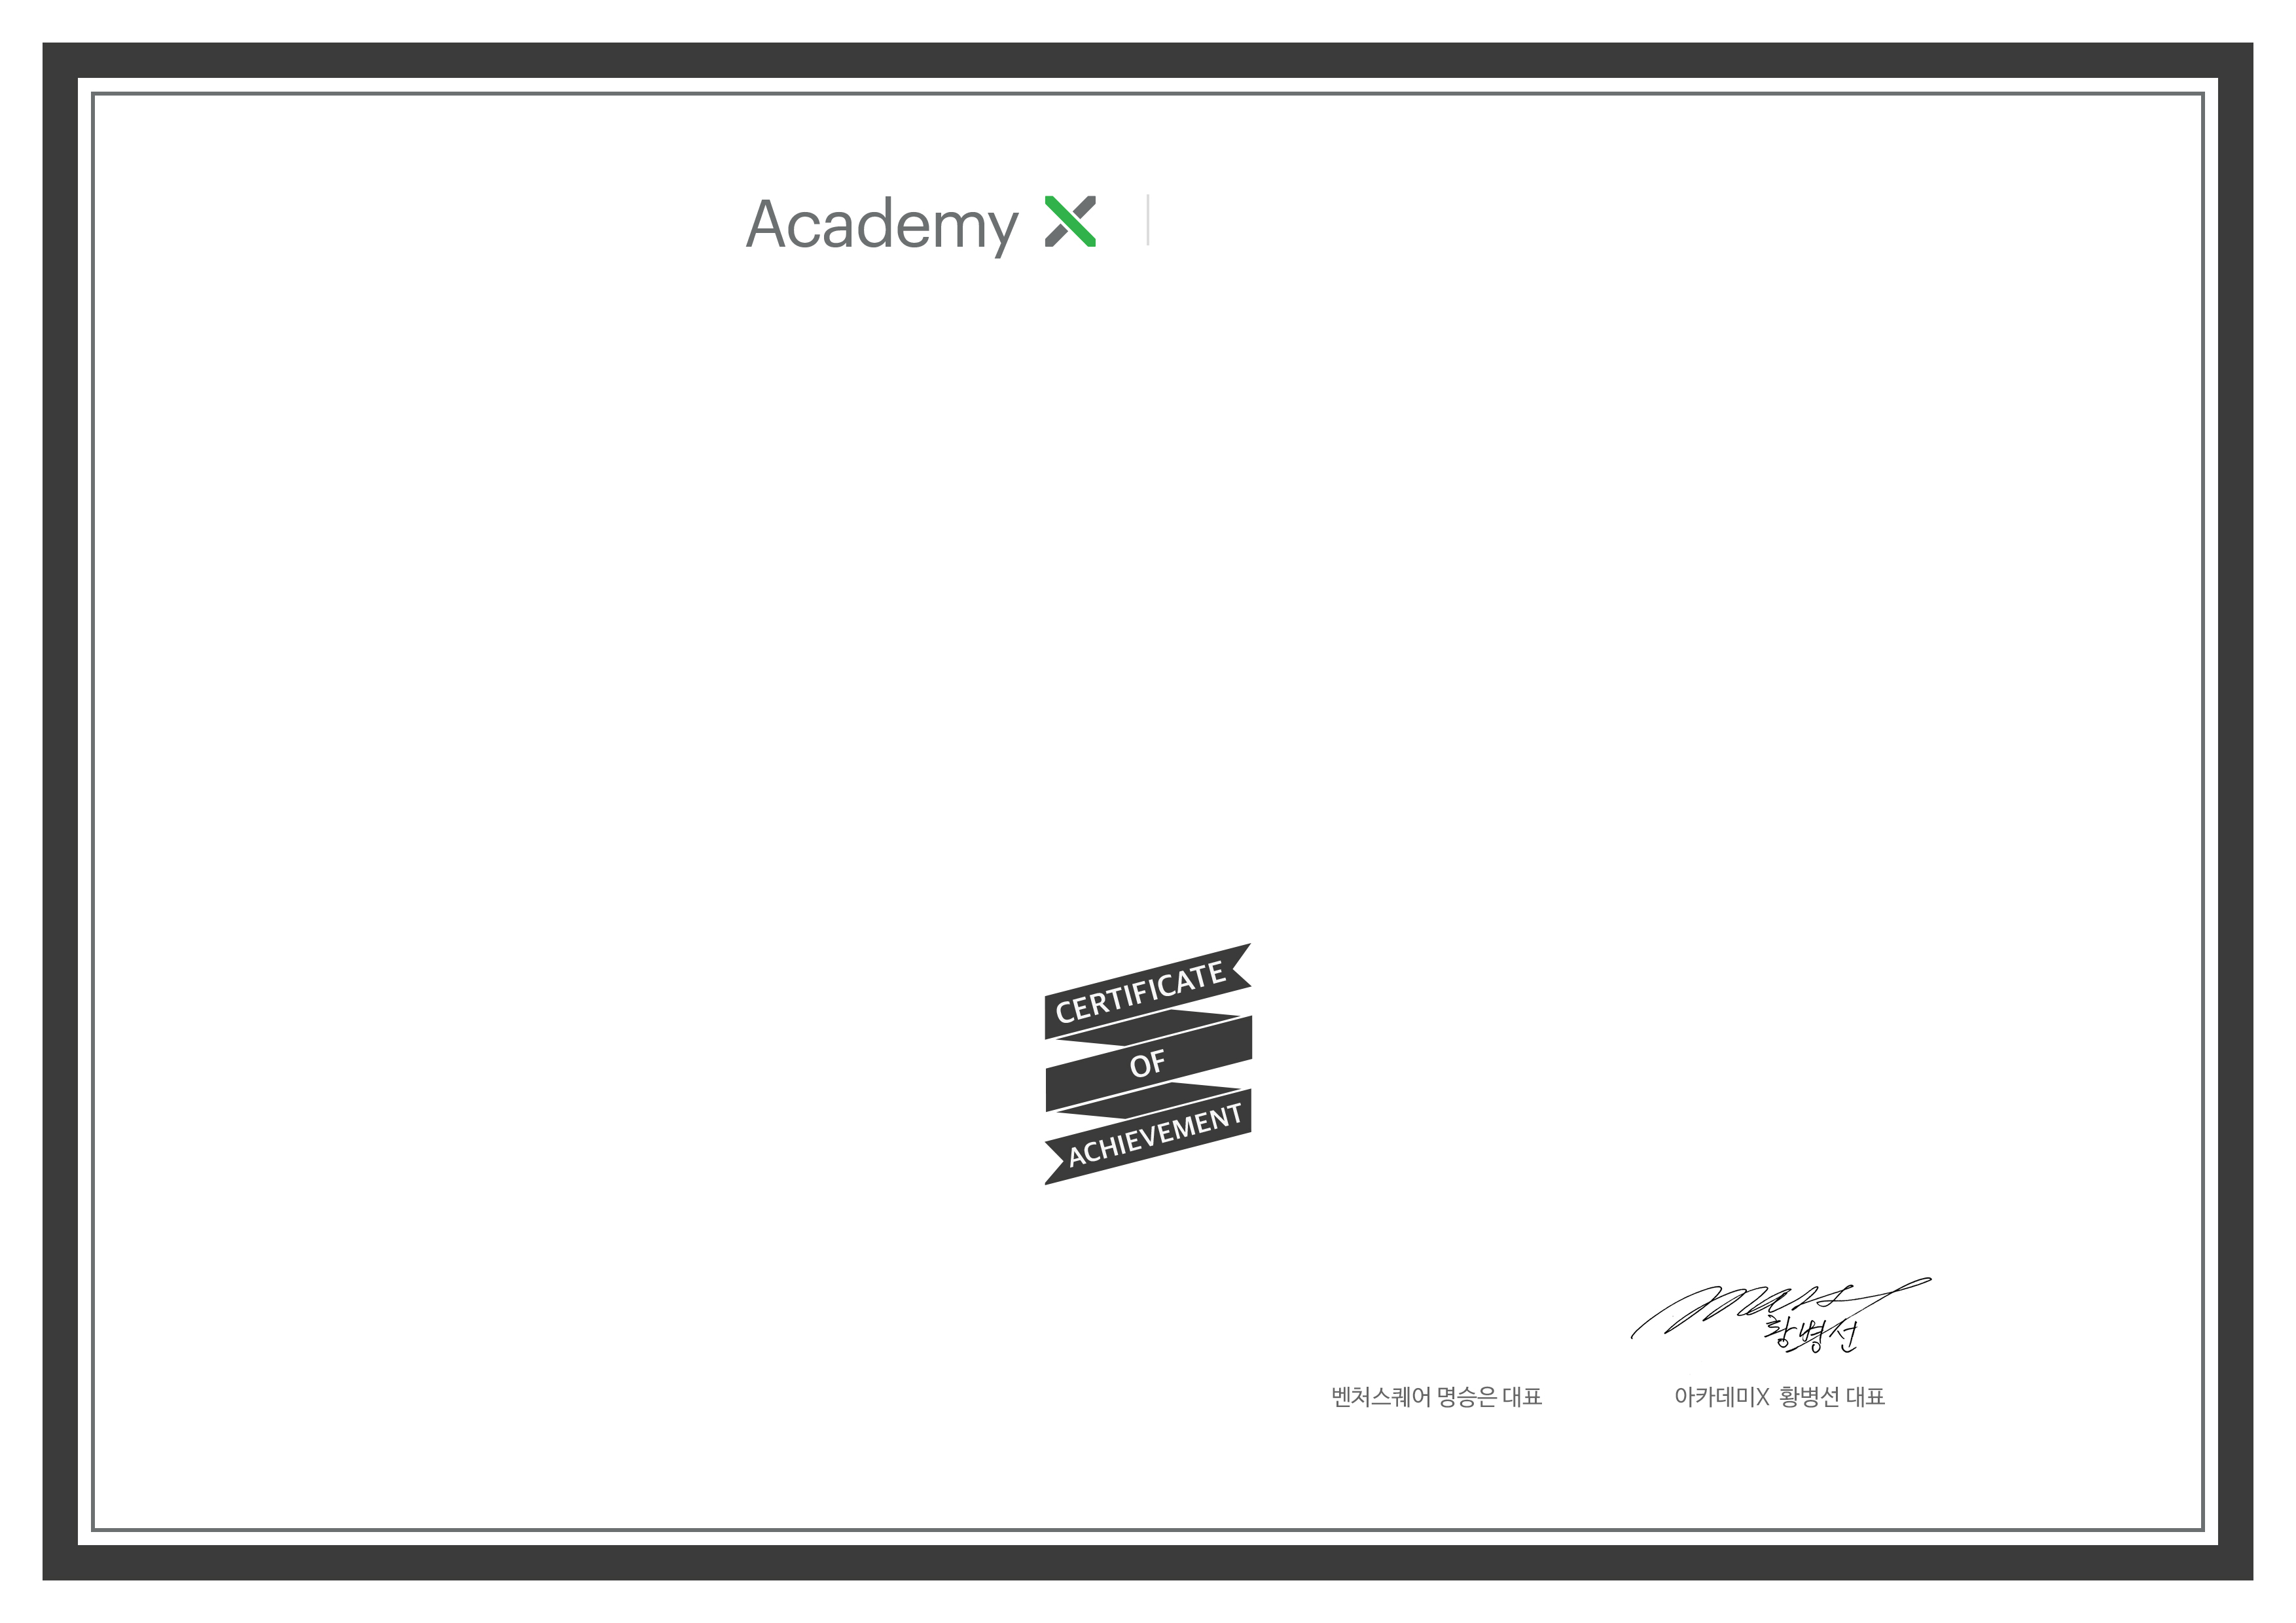 Academy X
CERTIFICATE
OF
ACHIEVEMENT
황병선
벤처스퀘어 명승은 대표
아카데미X 황병선 대표